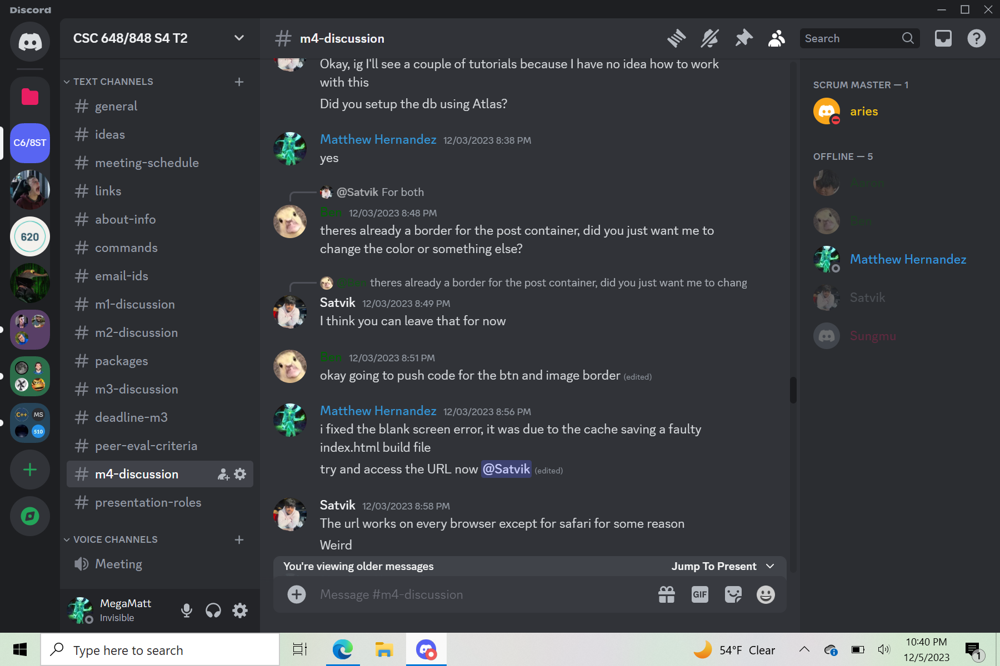 Discord
CSC 648/848 S4 T2
m4-discussion
Search
TEXT CHANNELS
general
ideas
meeting-schedule
links
about-info
commands
email-ids
m1-discussion
m2-discussion
packages
m3-discussion
deadline-m3
peer-eval-criteria
m4-discussion
presentation-roles
VOICE CHANNELS
Meeting
MegaMatt
Invisible
C6/8ST
620
C++ MS
510
Okay, ig I'll see a couple of tutorials because I have no idea how to work
with this
Did you setup the db using Atlas?
Matthew Hernandez 12/03/2023 8:38 PM
yes
@Satvik For both
Ben 12/03/2023 8:48 PM
theres already a border for the post container, did you just want me to
change the color or something else?
@Ben theres already a border for the post container, did you just want me to chang
Satvik 12/03/2023 8:49 PM
I think you can leave that for now
Ben 12/03/2023 8:51 PM
okay going to push code for the btn and image border (edited)
Matthew Hernandez 12/03/2023 8:56 PM
i fixed the blank screen error, it was due to the cache saving a faulty
index.html build file
try and access the URL now @Satvik (edited)
Satvik 12/03/2023 8:58 PM
The url works on every browser except for safari for some reason
Weird
You're viewing older messages Jump To Present
Message #m4-discussion
GIF
SCRUM MASTER — 1
aries
OFFLINE — 5
Aaron
Ben
Matthew Hernandez
Satvik
Sungmu
Type here to search
54°F Clear
10:40 PM
12/5/2023
1